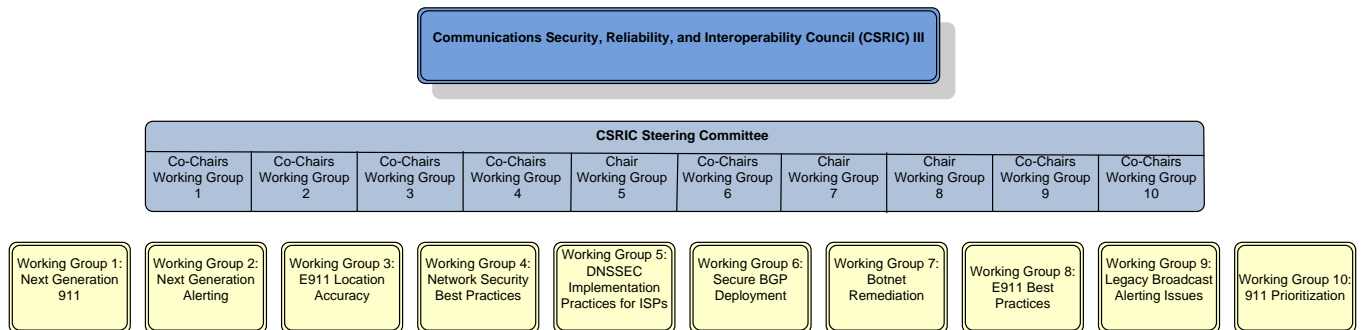 Communications Security, Reliability, and Interoperability Council (CSRIC) III
CSRIC Steering Committee
Co-Chairs
Working Group
1
Co-Chairs
Working Group
2
Co-Chairs
Working Group
3
Co-Chairs
Working Group
4
Chair
Working Group
5
Co-Chairs
Working Group
6
Chair
Working Group
7
Chair
Working Group
8
Co-Chairs
Working Group
9
Co-Chairs
Working Group
10
Working Group 1:
Next Generation
911
Working Group 2:
Next Generation
Alerting
Working Group 3:
E911 Location
Accuracy
Working Group 4:
Network Security
Best Practices
Working Group 5:
DNSSEC
Implementation
Practices for ISPs
Working Group 6:
Secure BGP
Deployment
Working Group 7:
Botnet
Remediation
Working Group 8:
E911 Best
Practices
Working Group 9:
Legacy Broadcast
Alerting Issues
Working Group 10:
911 Prioritization